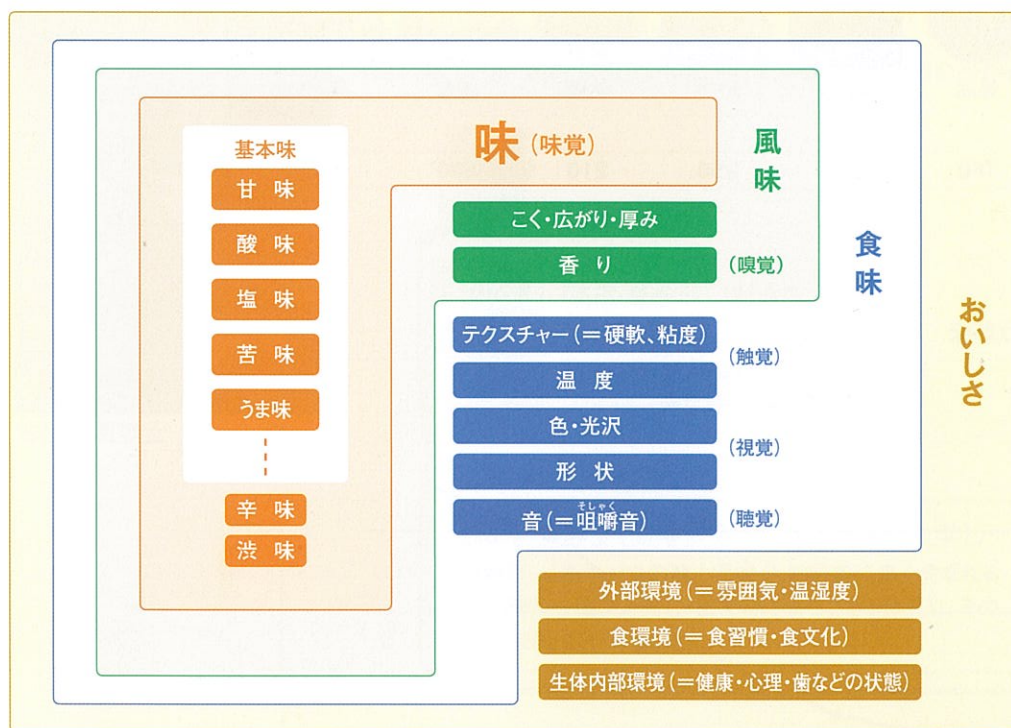 味(味覚)
基本味
甘味
酸味
塩味
苦味
うま味
辛味
渋味
風味
こく・広がり・厚み
香り
(嗅覚)
食味
テクスチャー(=硬軟、粘度)
(触覚)
温度
色・光沢
(視覚)
形状
そしゃく
音(=咀嚼音)
(聴覚)
おいしさ
外部環境(=雰囲気・温湿度)
食環境(=食習慣・食文化)
生体内部環境(=健康・心理・歯などの状態)